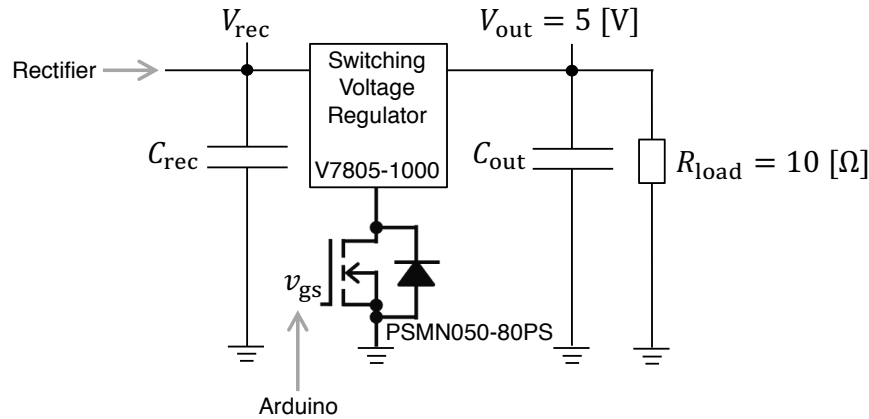 V_rec
V_out = 5 [V]
Rectifier
Switching
Voltage
Regulator
C_rec
V7805-1000
C_out
R_load = 10 [Ω]
v_gs
PSMN050-80PS
Arduino